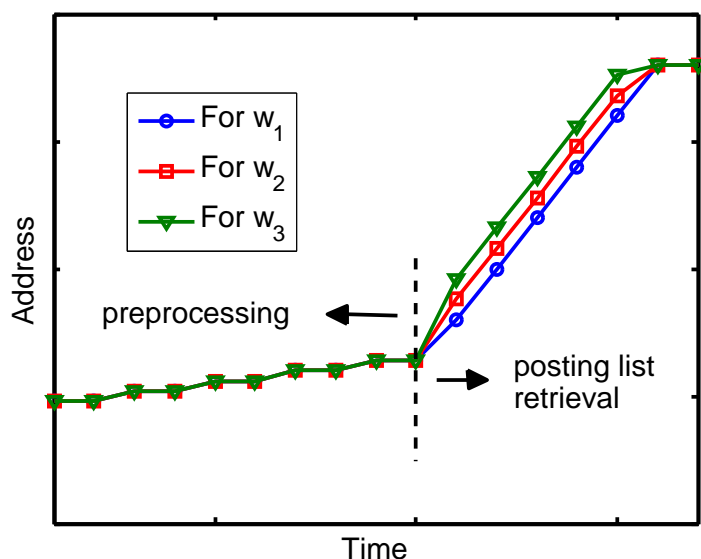 For w₁
For w₂
For w₃
Address
preprocessing
posting list
retrieval
Time